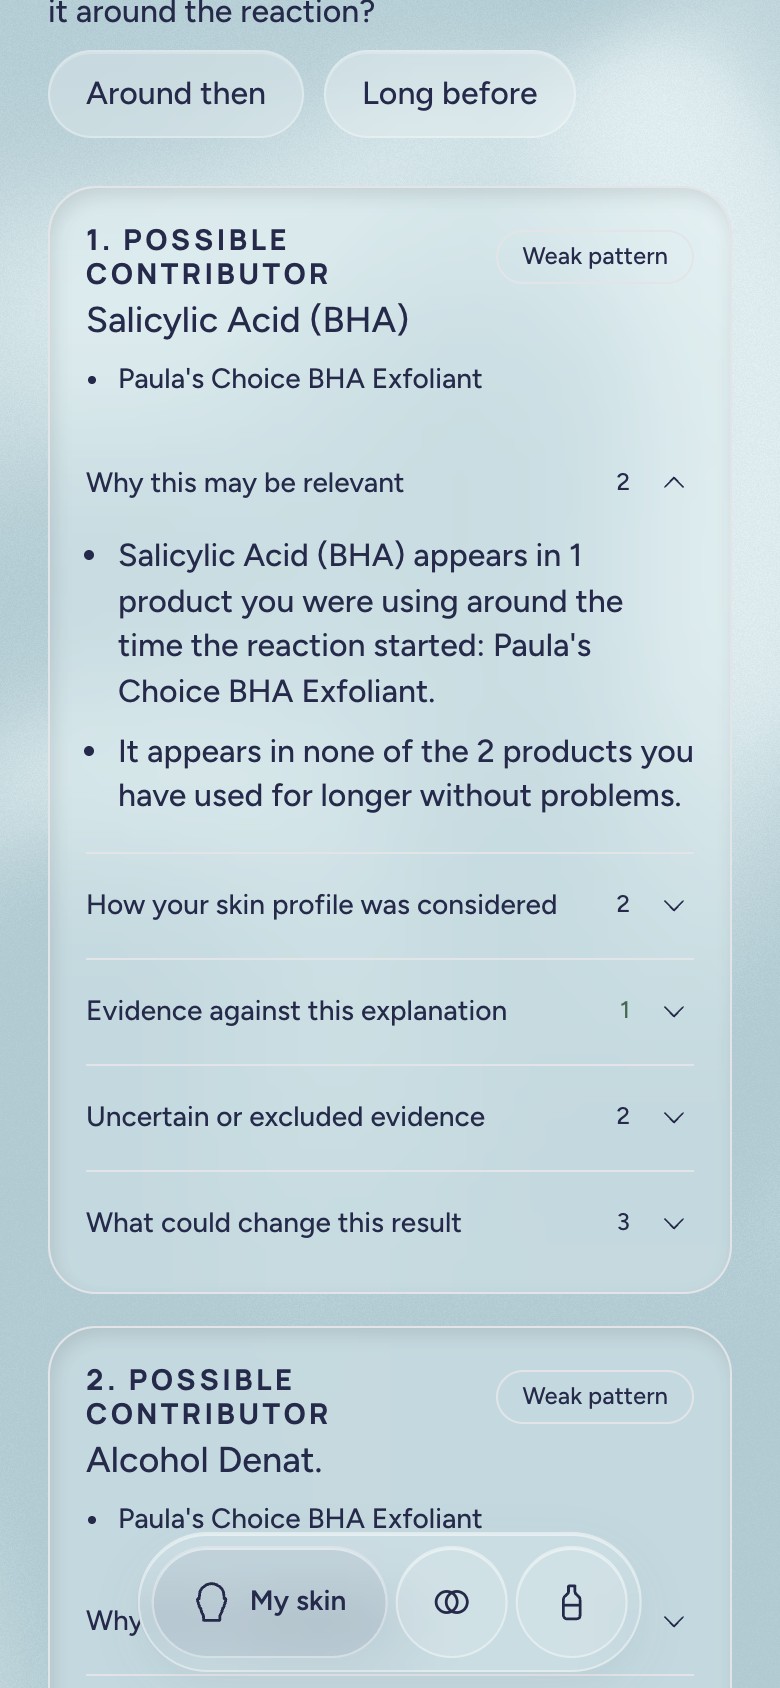 it around the reaction?
Around then
Long before
1. POSSIBLE
CONTRIBUTOR
Weak pattern
Salicylic Acid (BHA)
• Paula's Choice BHA Exfoliant
Why this may be relevant 2
• Salicylic Acid (BHA) appears in 1
product you were using around the
time the reaction started: Paula's
Choice BHA Exfoliant.
• It appears in none of the 2 products you
have used for longer without problems.
How your skin profile was considered 2
Evidence against this explanation 1
Uncertain or excluded evidence 2
What could change this result 3
2. POSSIBLE
CONTRIBUTOR
Weak pattern
Alcohol Denat.
• Paula's Choice BHA Exfoliant
Why
My skin